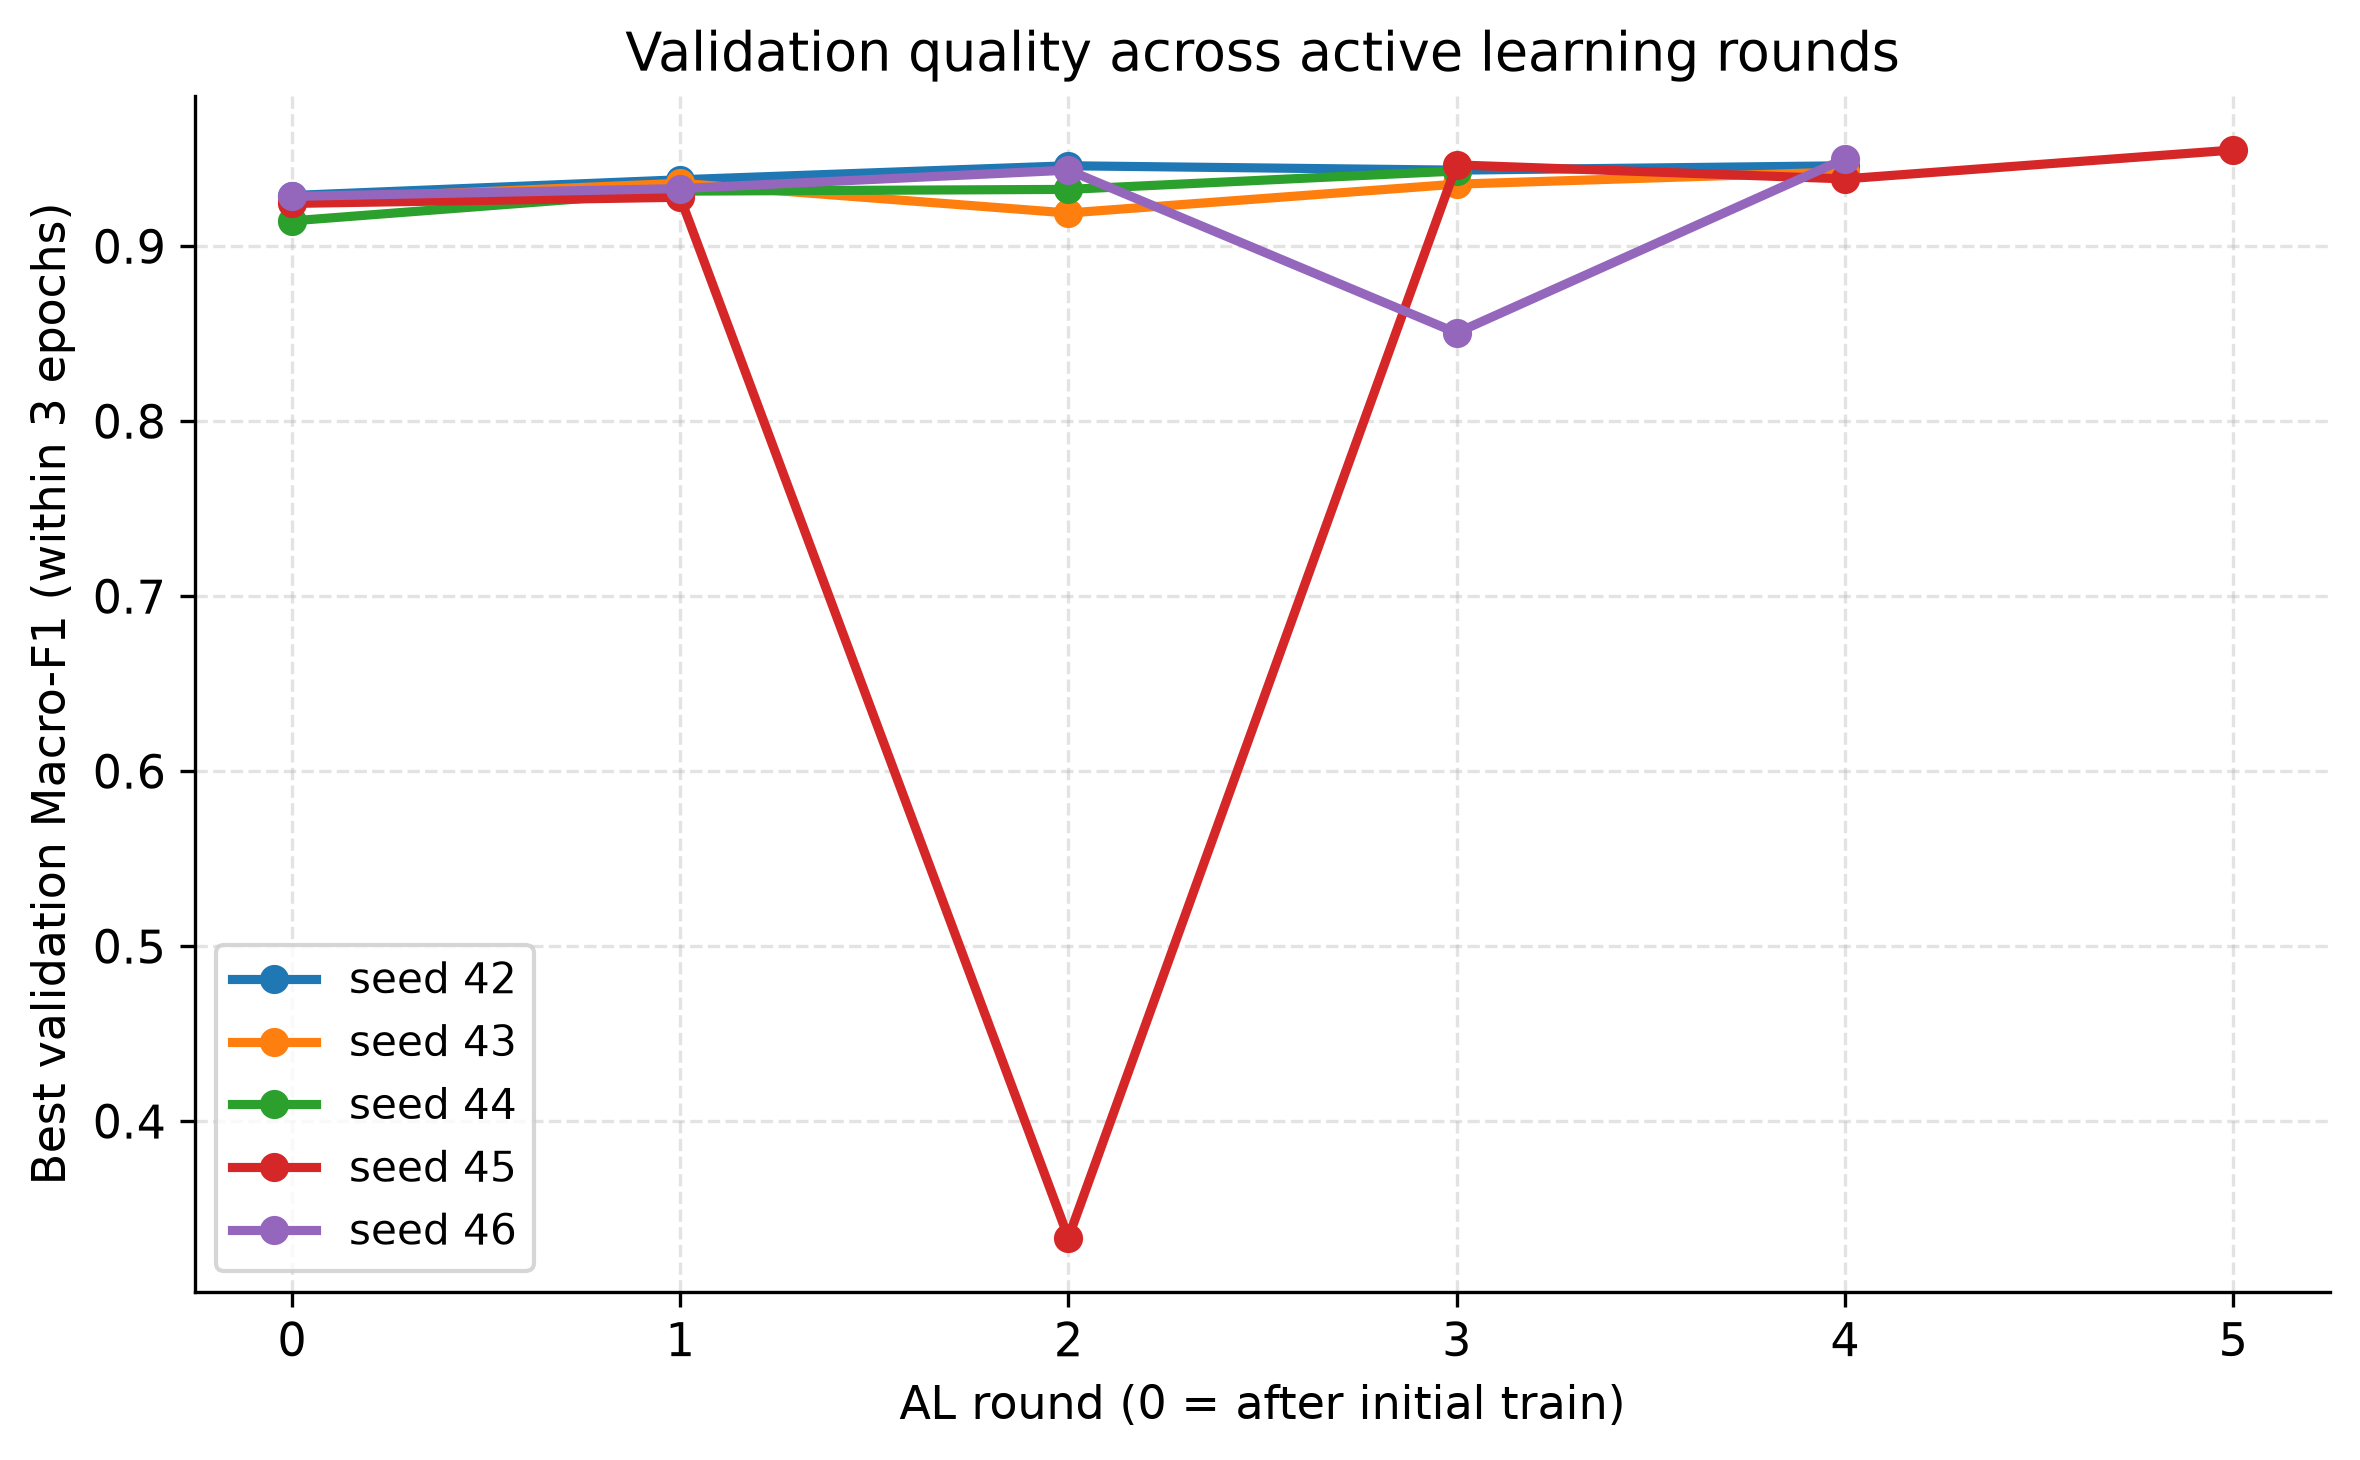 Validation quality across active learning rounds
Best validation Macro-F1 (within 3 epochs)
0.9
0.8
0.7
0.6
0.5
0.4
seed 42
seed 43
seed 44
seed 45
seed 46
0 1 2 3 4 5
AL round (0 = after initial train)